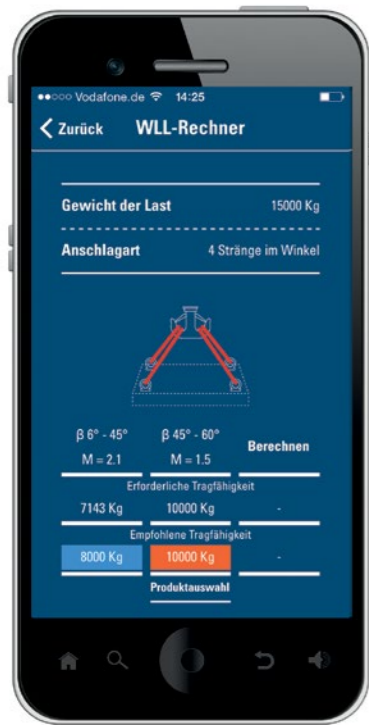 Vodafone.de 14:25
Zurück WLL-Rechner
Gewicht der Last 15000 Kg
Anschlagart 4 Stränge im Winkel
β 6° - 45° β 45° - 60° Berechnen
M = 2.1 M = 1.5
Erforderliche Tragfähigkeit
7143 Kg 10000 Kg -
Empfohlene Tragfähigkeit
8000 Kg 10000 Kg -
Produktauswahl